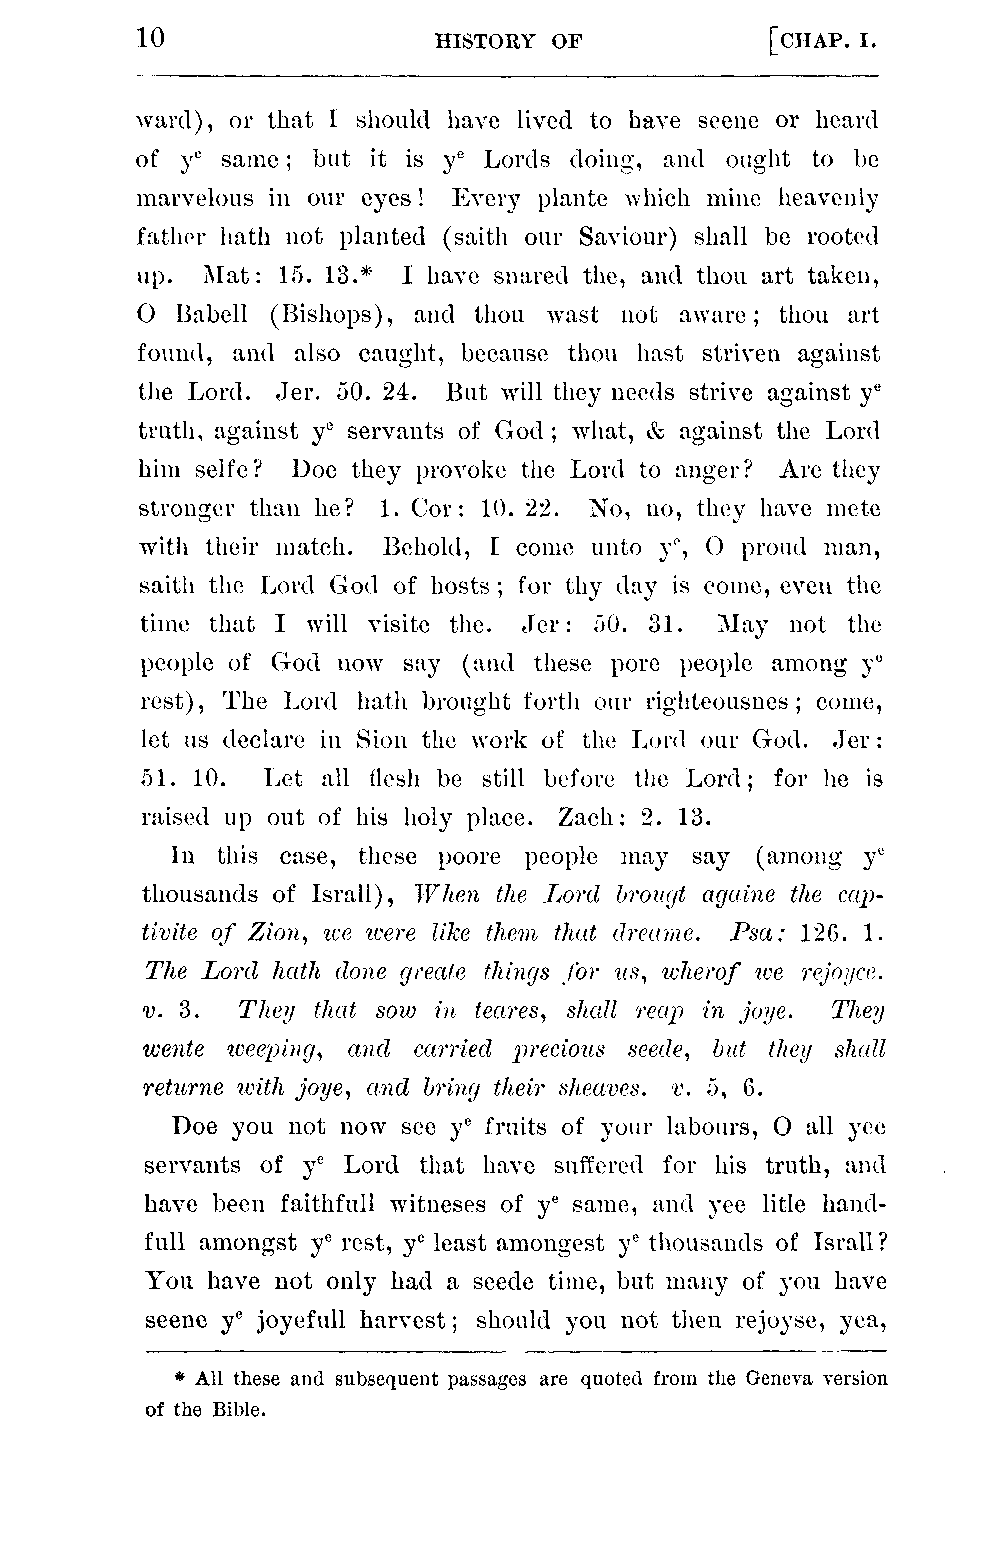 10 HISTORY OF [CHAP. I.
ward), or that I should have lived to have seene or heard
of yᵉ same; but it is yᵉ Lords doing, and ought to be
marvelous in our eyes! Every plante which mine heavenly
father hath not planted (saith our Saviour) shall be rooted
up. Mat: 15. 13.* I have snared the, and thou art taken,
O Babell (Bishops), and thou wast not aware; thou art
found, and also caught, because thou hast striven against
the Lord. Jer. 50. 24. But will they needs strive against yᵉ
truth, against yᵉ servants of God; what, & against the Lord
him selfe? Doe they provoke the Lord to anger? Are they
stronger than he? 1. Cor: 10. 22. No, no, they have mete
with their match. Behold, I come unto yᵉ, O proud man,
saith the Lord God of hosts; for thy day is come, even the
time that I will visite the. Jer: 50. 31. May not the
people of God now say (and these pore people among yᵉ
rest), The Lord hath brought forth our righteousnes; come,
let us declare in Sion the work of the Lord our God. Jer:
51. 10. Let all flesh be still before the Lord; for he is
raised up out of his holy place. Zach: 2. 13.
In this case, these poore people may say (among yᵉ
thousands of Israll), When the Lord brougt againe the cap-
tivite of Zion, we were like them that dreame. Psa: 126. 1.
The Lord hath done greate things for us, wherof we rejoyce.
v. 3. They that sow in teares, shall reap in joye. They
wente weeping, and carried precious seede, but they shall
returne with joye, and bring their sheaves. v. 5, 6.
Doe you not now see yᵉ fruits of your labours, O all yee
servants of yᵉ Lord that have suffered for his truth, and
have been faithfull witneses of yᵉ same, and yee litle hand-
full amongst yᵉ rest, yᵉ least amongest yᵉ thousands of Israll?
You have not only had a seede time, but many of you have
seene yᵉ joyefull harvest; should you not then rejoyse, yea,
* All these and subsequent passages are quoted from the Geneva version
of the Bible.